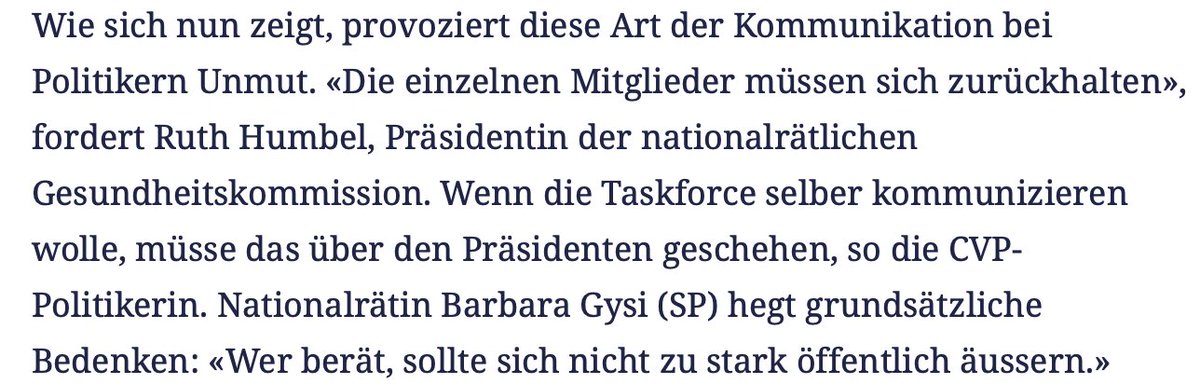 Wie sich nun zeigt, provoziert diese Art der Kommunikation bei
Politikern Unmut. «Die einzelnen Mitglieder müssen sich zurückhalten»,
fordert Ruth Humbel, Präsidentin der nationalrätlichen
Gesundheitskommission. Wenn die Taskforce selber kommunizieren
wolle, müsse das über den Präsidenten geschehen, so die CVP-
Politikerin. Nationalrätin Barbara Gysi (SP) hegt grundsätzliche
Bedenken: «Wer berät, sollte sich nicht zu stark öffentlich äussern.»